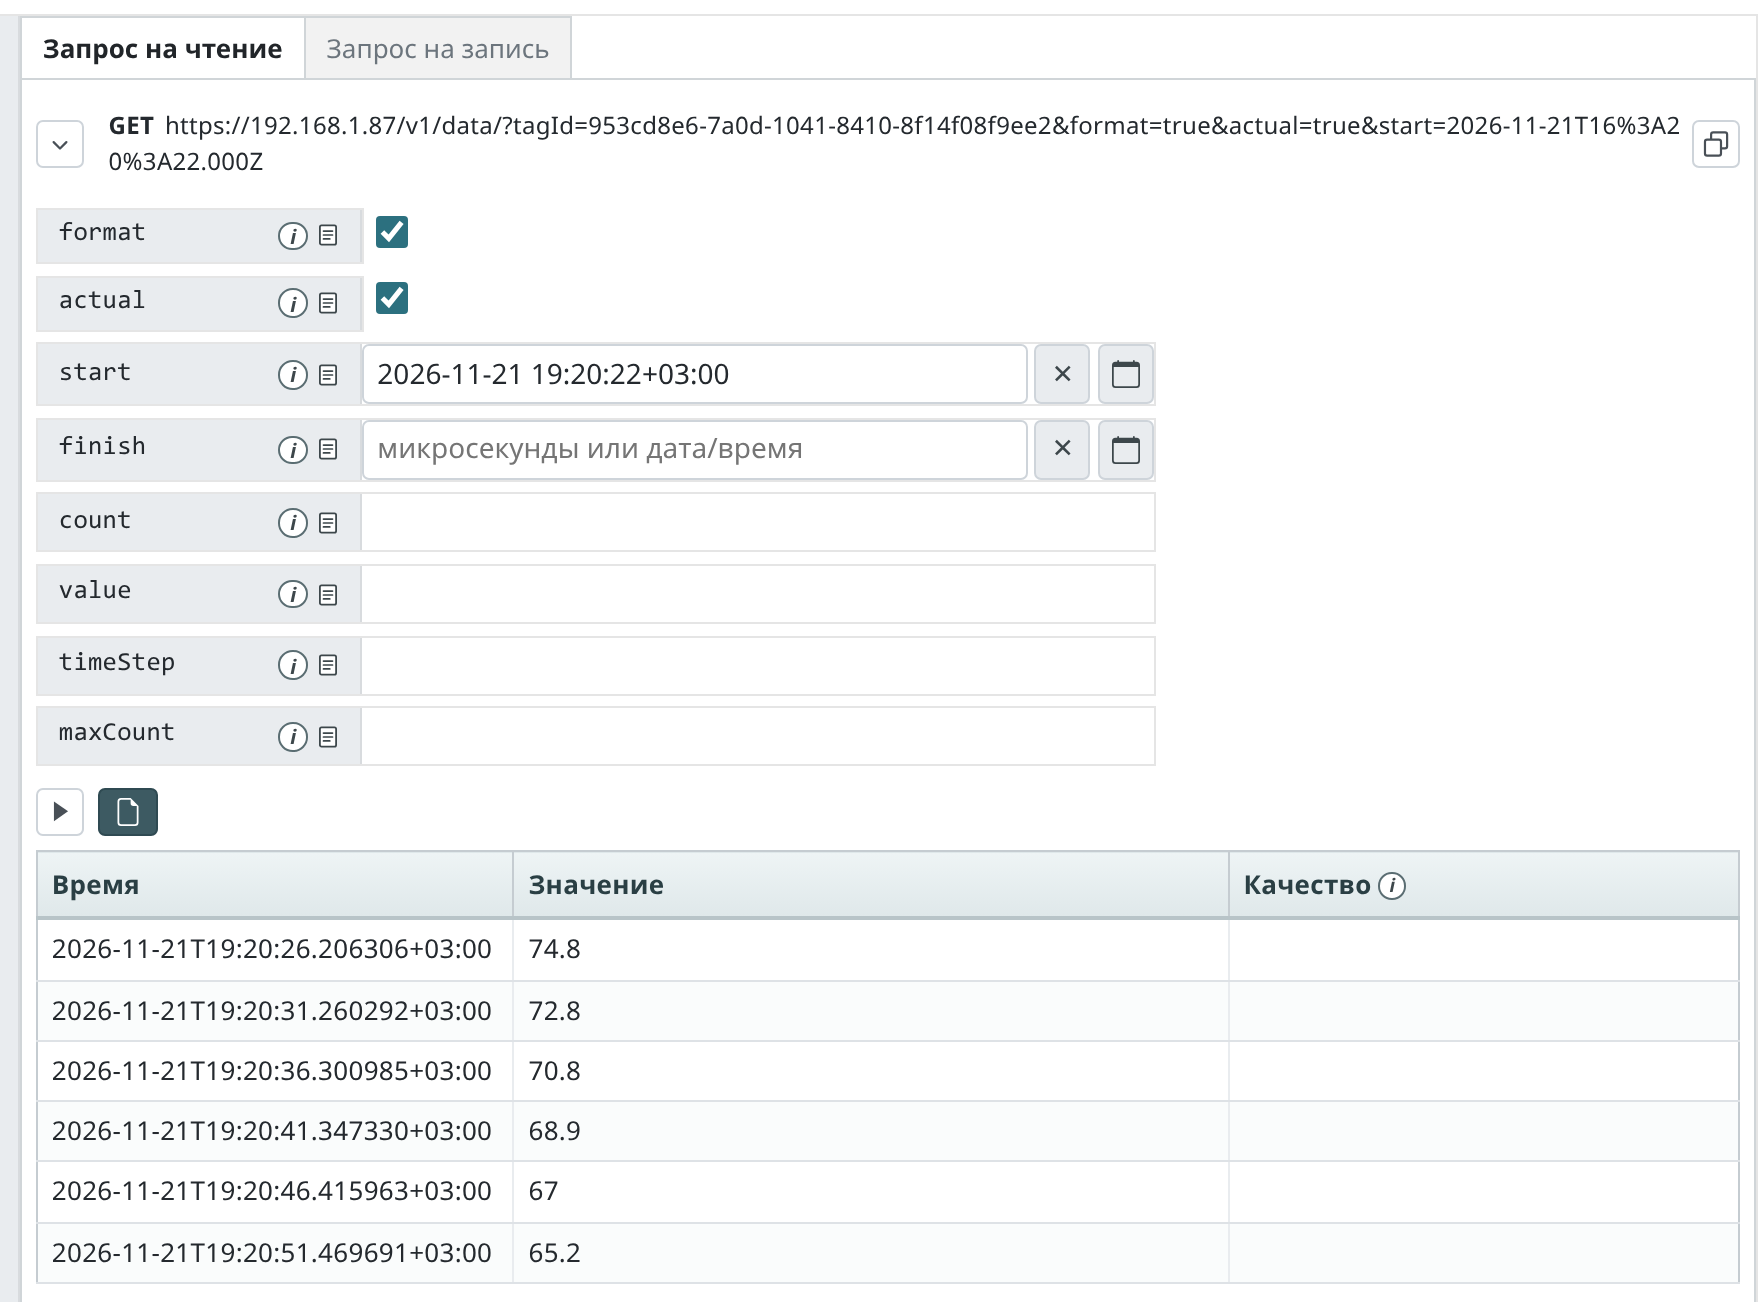 Запрос на чтение
Запрос на запись
GET https://192.168.1.87/v1/data/?tagId=953cd8e6-7a0d-1041-8410-8f14f08f9ee2&format=true&actual=true&start=2026-11-21T16%3A2
0%3A22.000Z
format
actual
start 2026-11-21 19:20:22+03:00
finish микросекунды или дата/время
count
value
timeStep
maxCount
Время Значение Качество
2026-11-21T19:20:26.206306+03:00 74.8
2026-11-21T19:20:31.260292+03:00 72.8
2026-11-21T19:20:36.300985+03:00 70.8
2026-11-21T19:20:41.347330+03:00 68.9
2026-11-21T19:20:46.415963+03:00 67
2026-11-21T19:20:51.469691+03:00 65.2